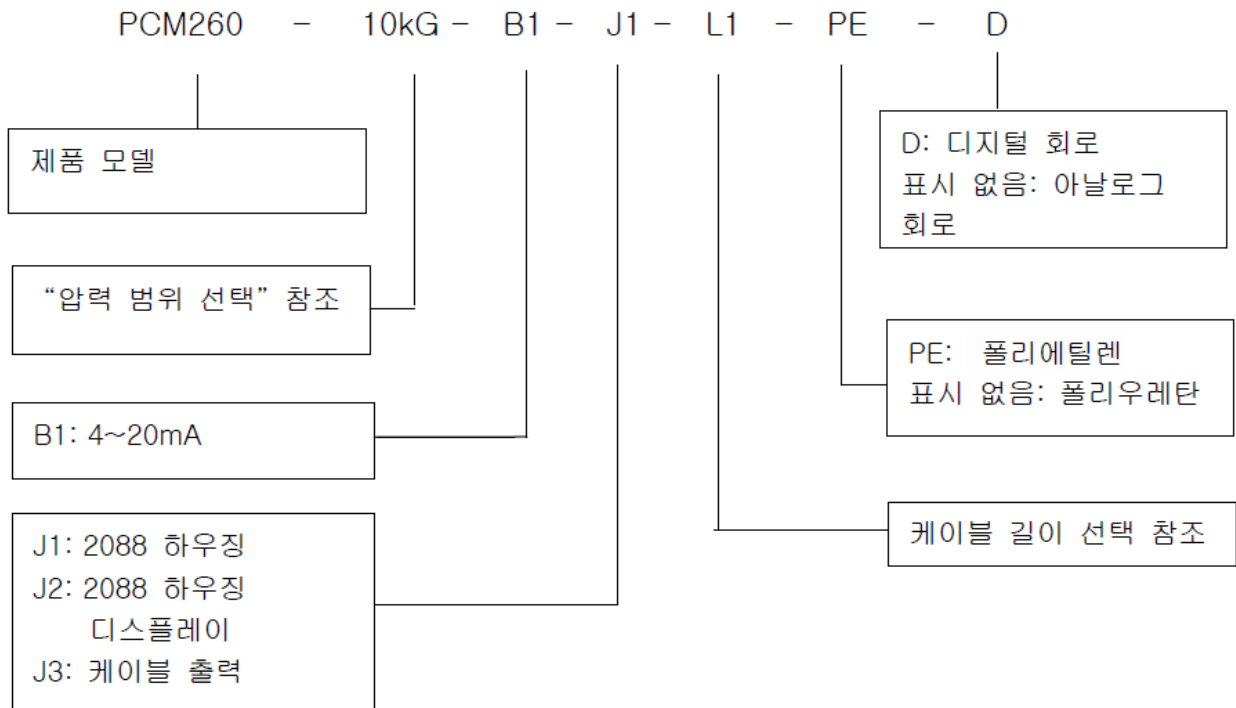 PCM260 - 10kG - B1 - J1 - L1 - PE - D
제품 모델
“압력 범위 선택” 참조
B1: 4~20mA
J1: 2088 하우징
J2: 2088 하우징
디스플레이
J3: 케이블 출력
D: 디지털 회로
표시 없음: 아날로그
회로
PE: 폴리에틸렌
표시 없음: 폴리우레탄
케이블 길이 선택 참조